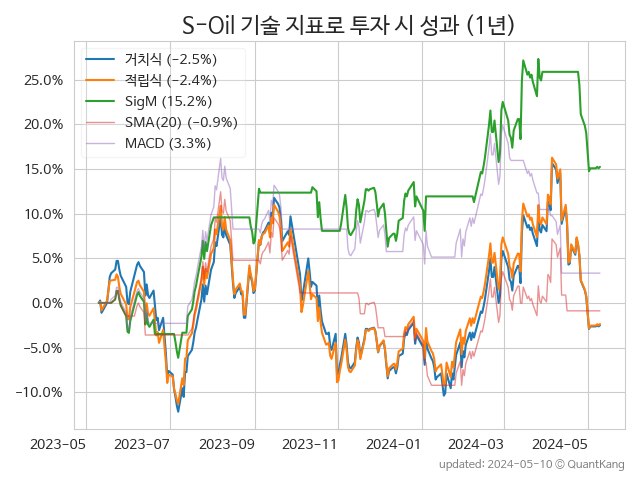 S-Oil 기술 지표로 투자 시 성과 (1년)
거치식 (−2.5%)
적립식 (−2.4%)
SigM (15.2%)
SMA(20) (−0.9%)
MACD (3.3%)
25.0%
20.0%
15.0%
10.0%
5.0%
0.0%
−5.0%
−10.0%
2023-05 2023-07 2023-09 2023-11 2024-01 2024-03 2024-05
updated: 2024-05-10 ⓒ QuantKang